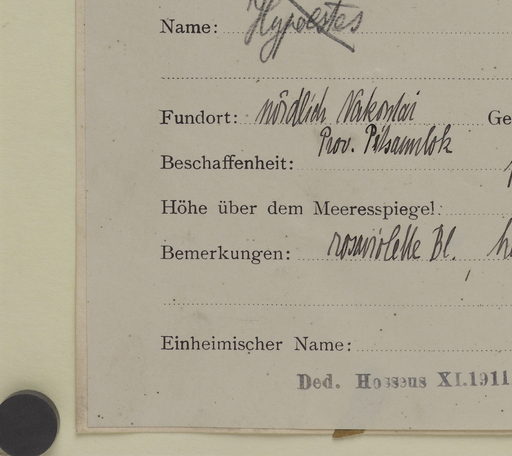 Name: Hypoestes
Fundort: nördlich Nakonlai Ge
Prov. Pitsanulok
Beschaffenheit:
Höhe über dem Meeresspiegel:
Bemerkungen: rosaviolette Bl.
Einheimischer Name:
Ded. Hosseus XI.1911